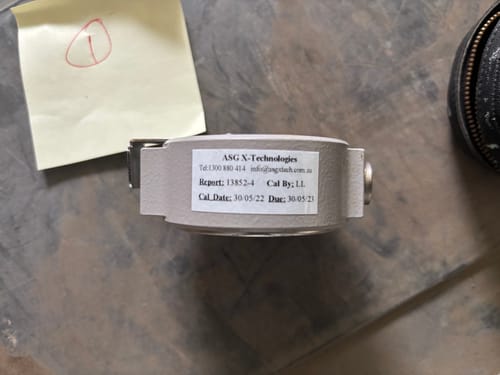 1
ASG X-Technologies
Tel:1300 880 414 info@asgxtech.com.au
Report: 13852-4 Cal By: LL
Cal Date: 30/05/22 Due: 30/05/23